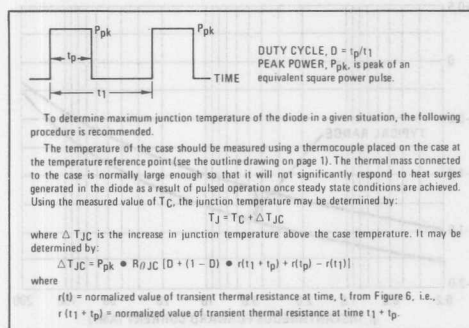 Ppk
Ppk
tp
t1
TIME
DUTY CYCLE, D = tp/t1
PEAK POWER, Ppk, is peak of an
equivalent square power pulse.
To determine maximum junction temperature of the diode in a given situation, the following
procedure is recommended.
The temperature of the case should be measured using a thermocouple placed on the case at
the temperature reference point (see the outline drawing on page 1). The thermal mass connected
to the case is normally large enough so that it will not significantly respond to heat surges
generated in the diode as a result of pulsed operation once steady state conditions are achieved.
Using the measured value of TC, the junction temperature may be determined by:
TJ = TC + △TJC
where △TJC is the increase in junction temperature above the case temperature. It may be
determined by:
△TJC = Ppk ● RθJC [D + (1 − D) ● r(t1 + tp) + r(tp) − r(t1)]
where
r(t) = normalized value of transient thermal resistance at time, t, from Figure 6, i.e.,
r (t1 + tp) = normalized value of transient thermal resistance at time t1 + tp.